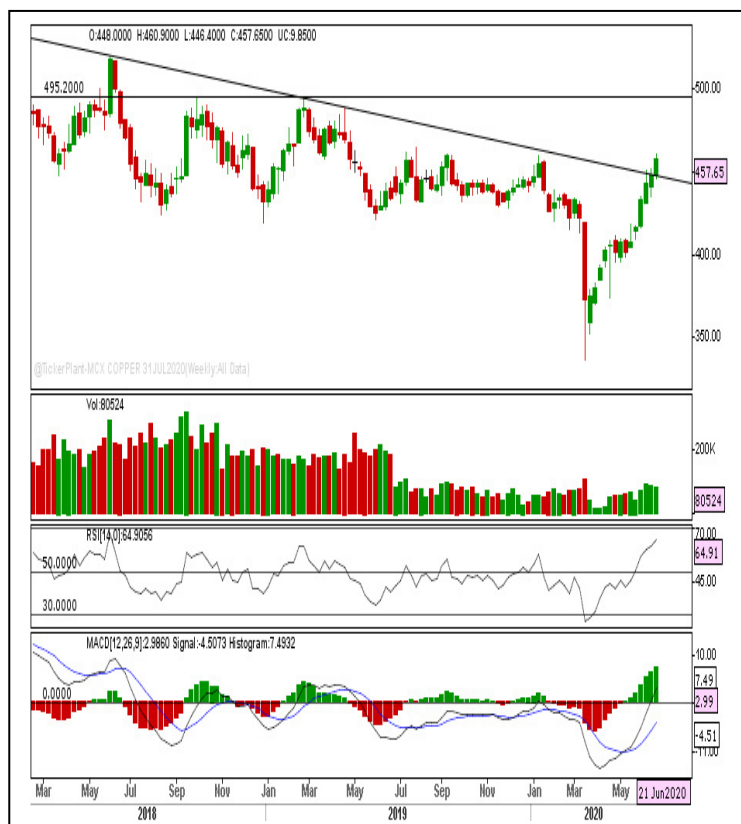 O:448.0000 H:460.9000 L:446.4000 C:457.6500 UC:9.8500
495.2000
500.00
457.65
400.00
350.00
@TickerPlant-MCX COPPER 31JUL2020(Weekly:All Data)
Vol:80524
200K
80524
RSI[14,0]:64.9056
70.00
64.91
50.0000
45.00
30.0000
MACD[12,26,9]:2.9860 Signal:-4.5073 Histogram:7.4932
10.00
7.49
0.0000
2.99
-4.51
-11.00
Mar May Jul Sep Nov Jan Mar May Jul Sep Nov Jan Mar May 21 Jun2020
2018 2019 2020